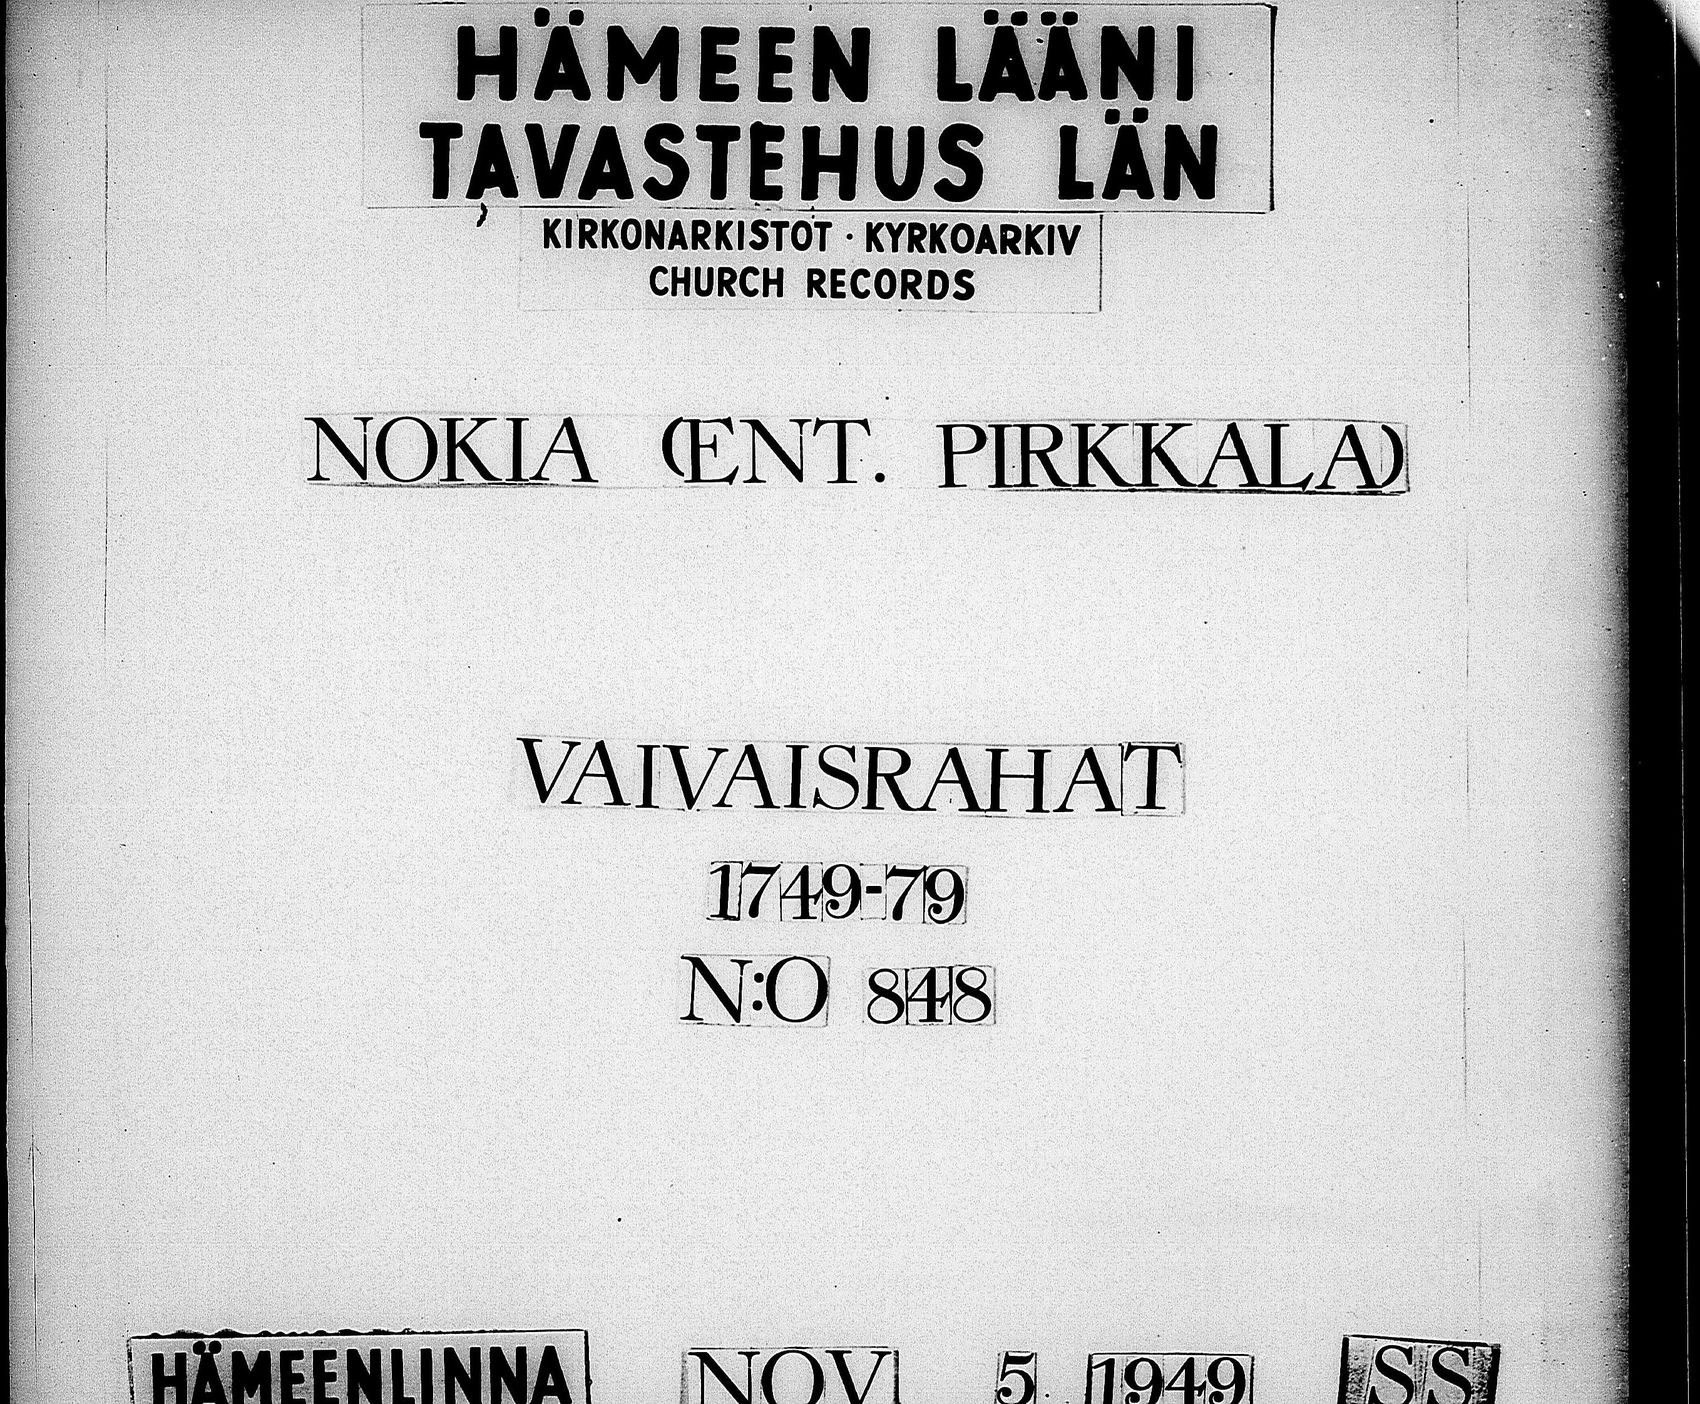 HÄMEEN LÄÄNI
TAVASTEHUS LÄN
KIRKONARKISTOT · KYRKOARKIV
CHURCH RECORDS
NOKIA (ENT. PIRKKALA)
VAIVAISRAHAT
1749-79
N:O 848
HÄMEENLINNA NOV 5. 1949 SS